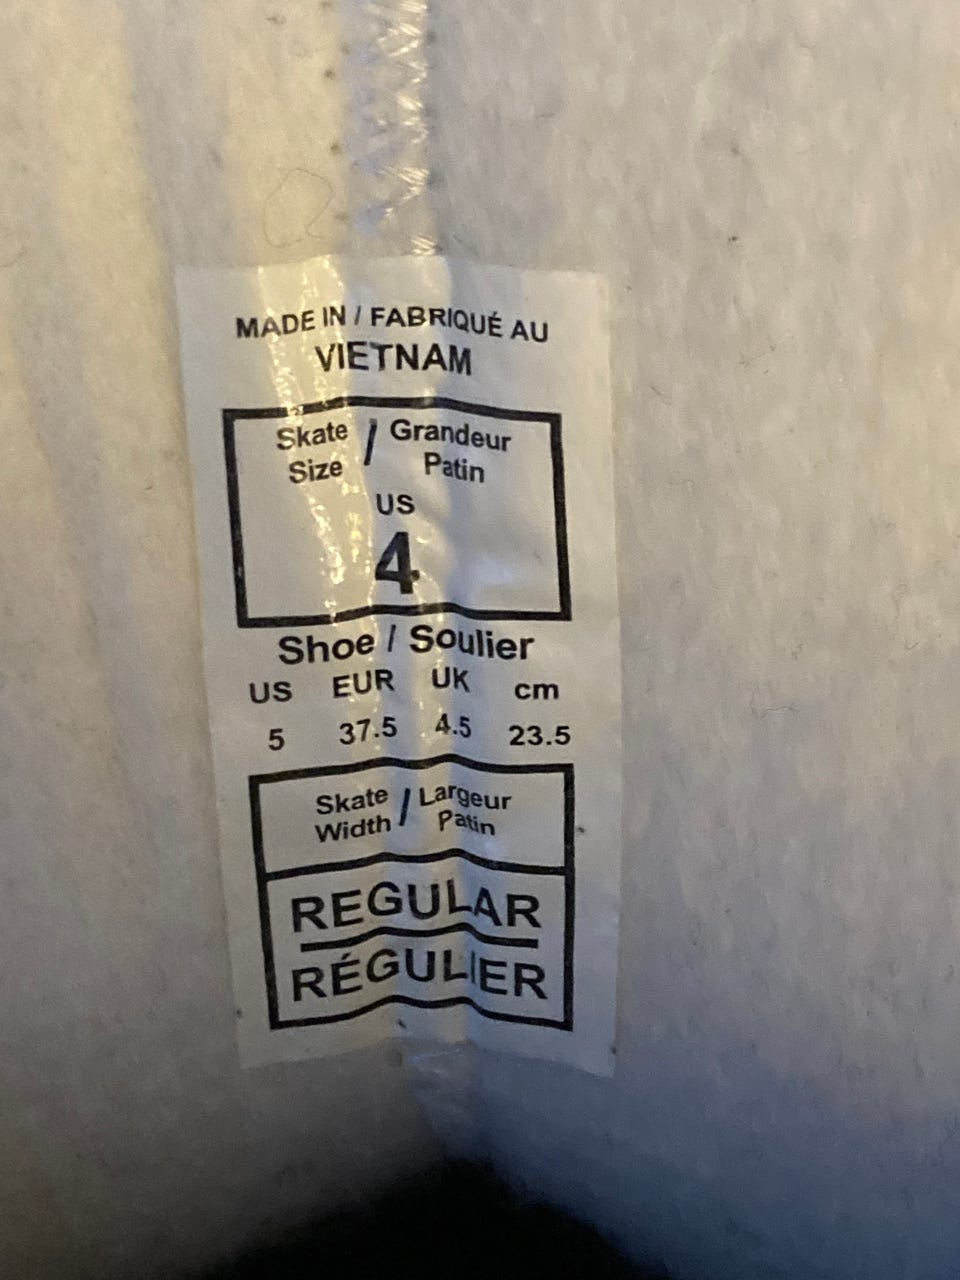 MADE IN / FABRIQUÉ AU
VIETNAM
Skate Size / Grandeur Patin
US
4
Shoe / Soulier
US EUR UK cm
5 37.5 4.5 23.5
Skate Width / Largeur Patin
REGULAR
RÉGULIER